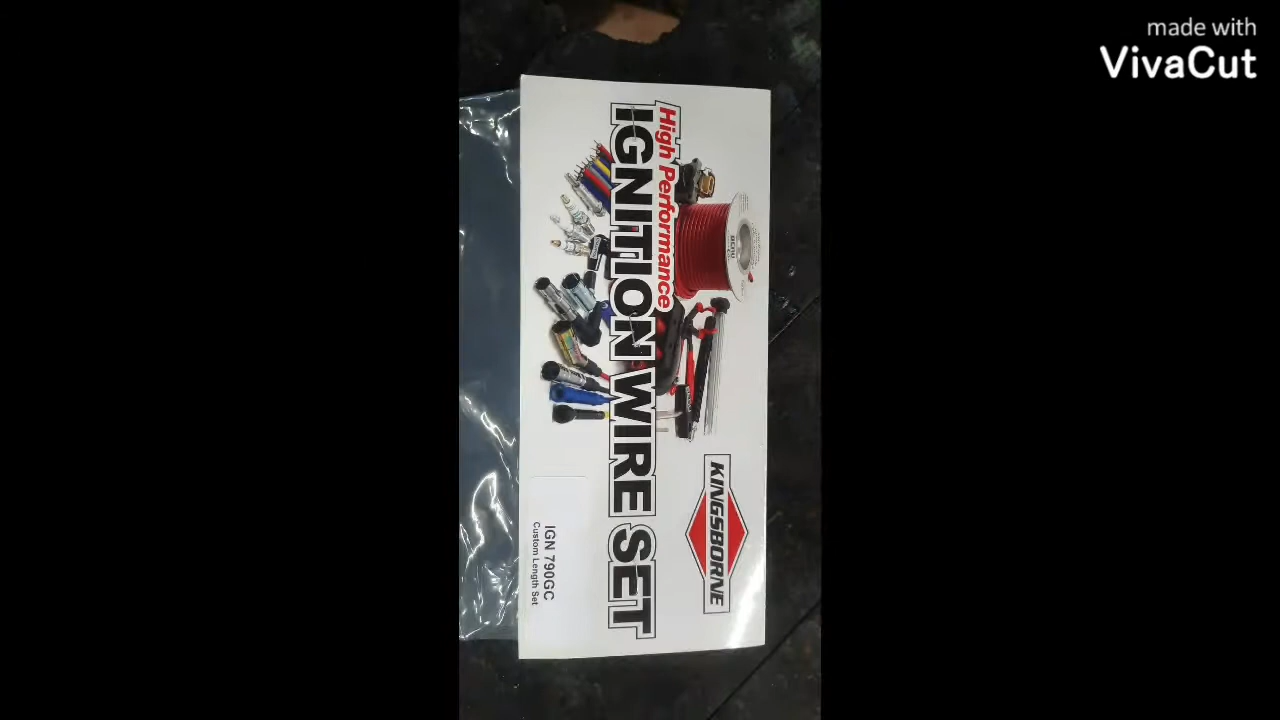 made with
VivaCut
KINGSBORNE
High Performance
IGNITION WIRE SET
IGN 790GC
Custom Length Set